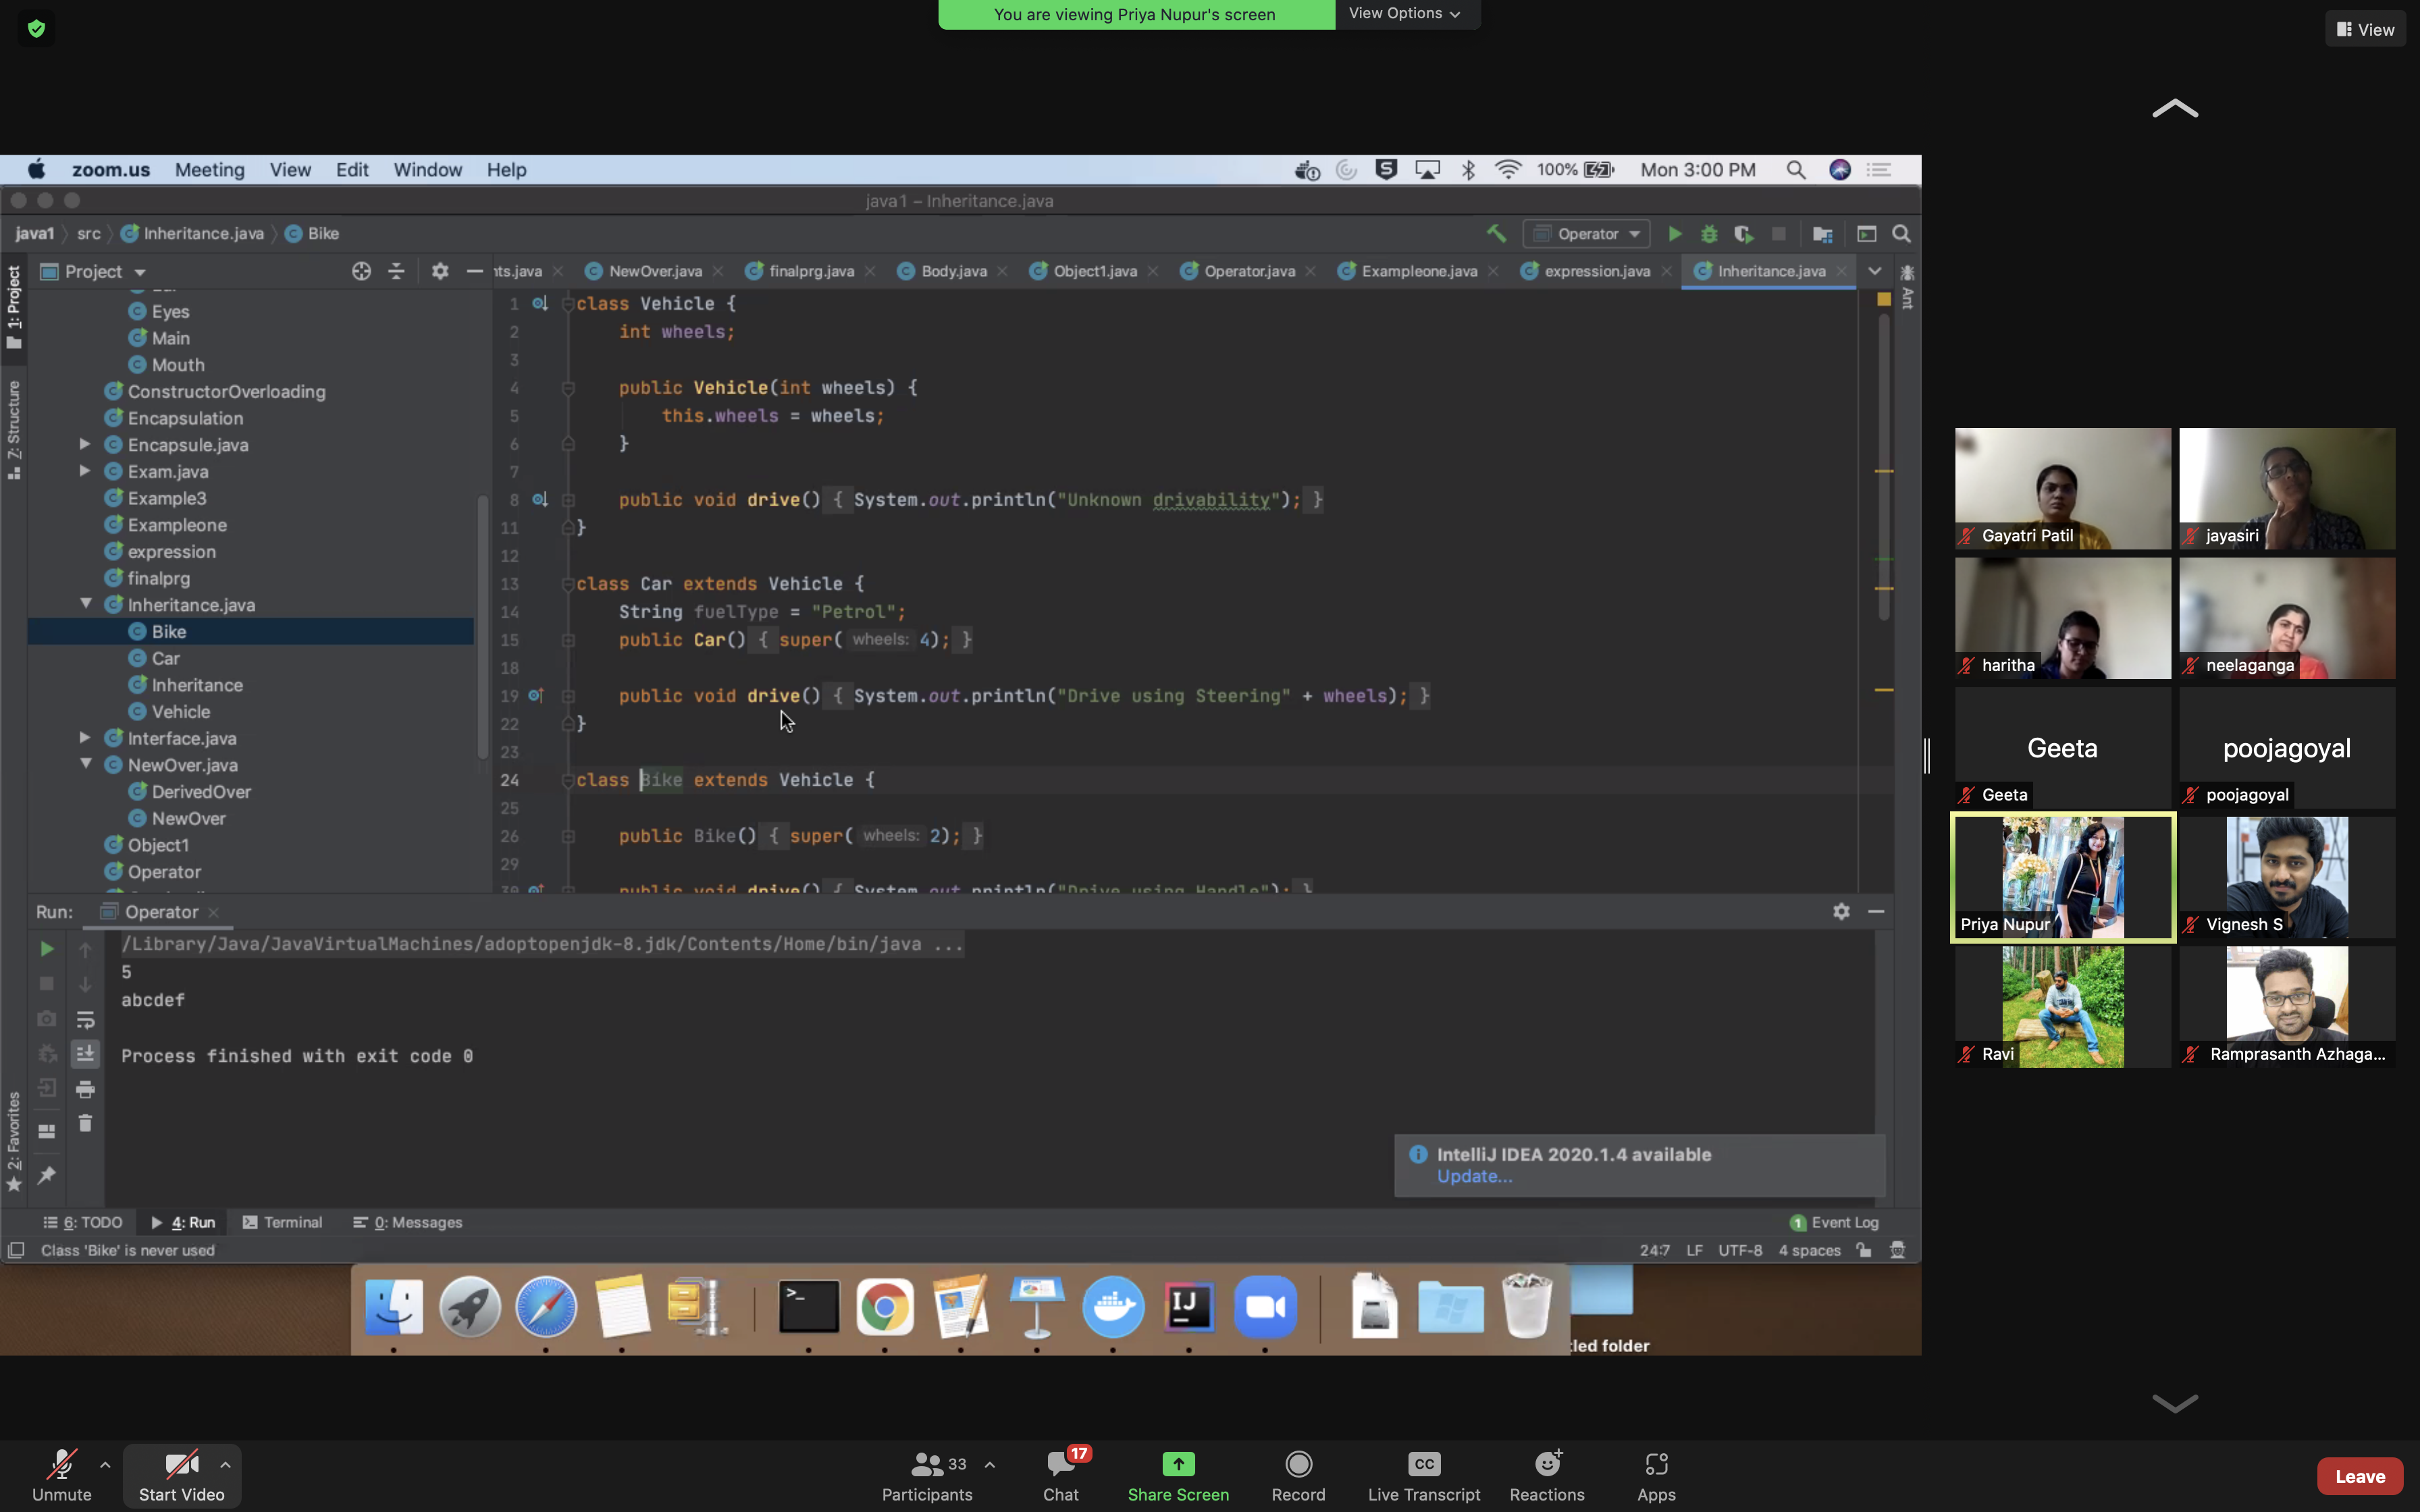 You are viewing Priya Nupur's screen
View Options
View
zoom.us Meeting View Edit Window Help
100% Mon 3:00 PM
java1 – Inheritance.java
java1 src Inheritance.java Bike
Operator
Project
nts.java NewOver.java finalprg.java Body.java Object1.java Operator.java Exampleone.java expression.java Inheritance.java
1: Project
7: Structure
2: Favorites
Ant
Eyes
Main
Mouth
ConstructorOverloading
Encapsulation
Encapsule.java
Exam.java
Example3
Exampleone
expression
finalprg
Inheritance.java
Bike
Car
Inheritance
Vehicle
Interface.java
NewOver.java
DerivedOver
NewOver
Object1
Operator
1 class Vehicle {
2 int wheels;
3
4 public Vehicle(int wheels) {
5 this.wheels = wheels;
6 }
7
8 public void drive() { System.out.println("Unknown drivability"); }
11 }
12
13 class Car extends Vehicle {
14 String fuelType = "Petrol";
15 public Car() { super( wheels: 4); }
18
19 public void drive() { System.out.println("Drive using Steering" + wheels); }
22 }
23
24 class Bike extends Vehicle {
25
26 public Bike() { super( wheels: 2); }
29
30 public void drive() { System.out.println("Drive using Handle"); }
Run: Operator
/Library/Java/JavaVirtualMachines/adoptopenjdk-8.jdk/Contents/Home/bin/java ...
5
abcdef
Process finished with exit code 0
IntelliJ IDEA 2020.1.4 available
Update...
6: TODO 4: Run Terminal 0: Messages
1 Event Log
Class 'Bike' is never used
24:7 LF UTF-8 4 spaces
IJ
tled folder
Gayatri Patil
jayasiri
haritha
neelaganga
Geeta
Geeta
poojagoyal
poojagoyal
Priya Nupur
Vignesh S
Ravi
Ramprasanth Azhaga...
Unmute
Start Video
33
Participants
17
Chat
Share Screen
Record
CC
Live Transcript
Reactions
Apps
Leave